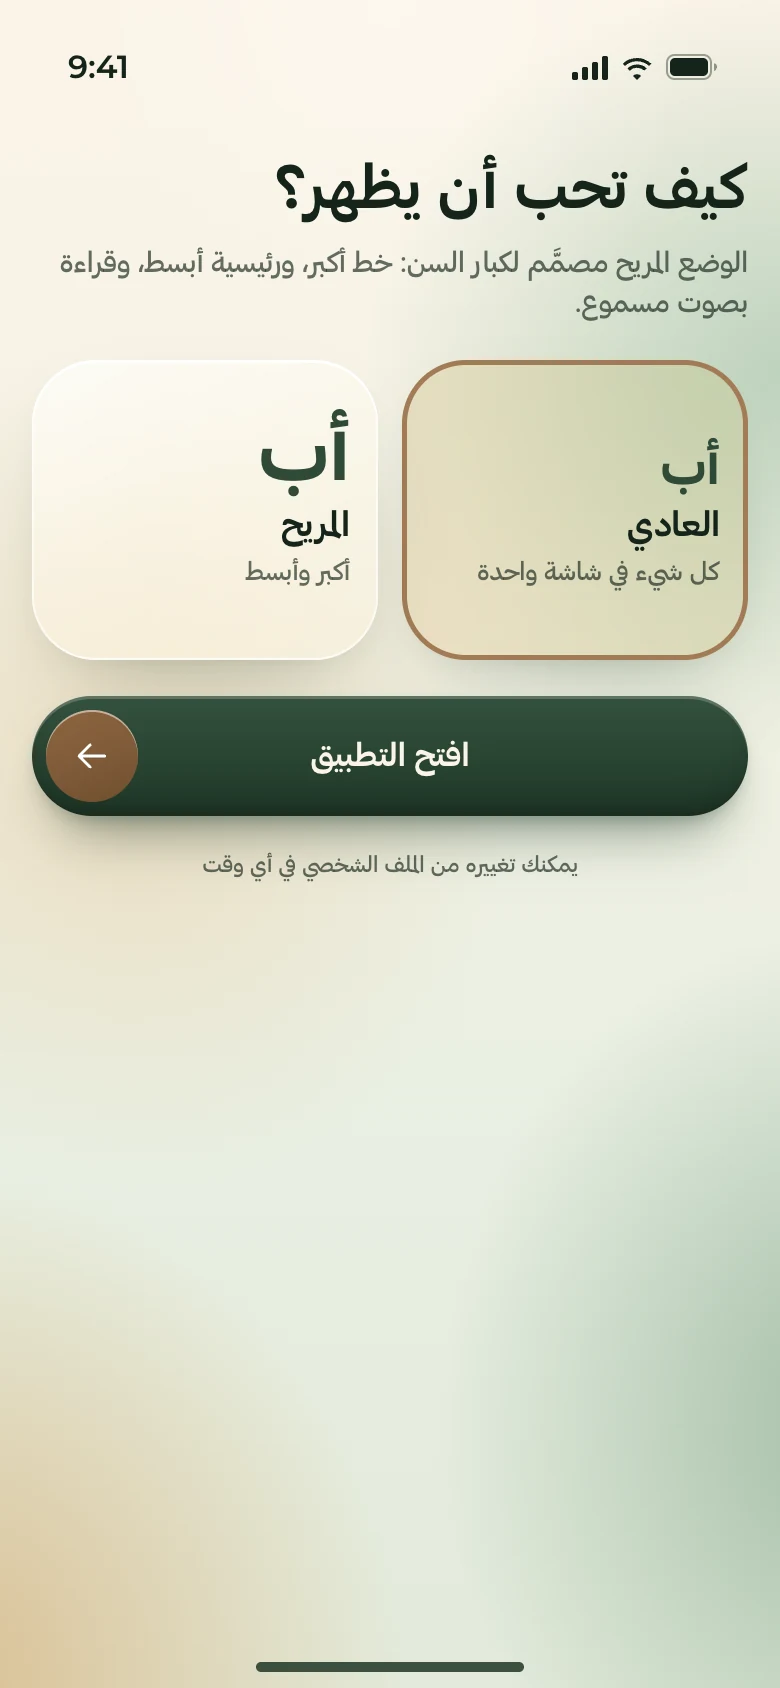 9:41
كيف تحب أن يظهر؟
الوضع المريح مصمَّم لكبار السن: خط أكبر، ورئيسية أبسط، وقراءة
بصوت مسموع.
أب
العادي
كل شيء في شاشة واحدة
أب
المريح
أكبر وأبسط
افتح التطبيق
يمكنك تغييره من الملف الشخصي في أي وقت